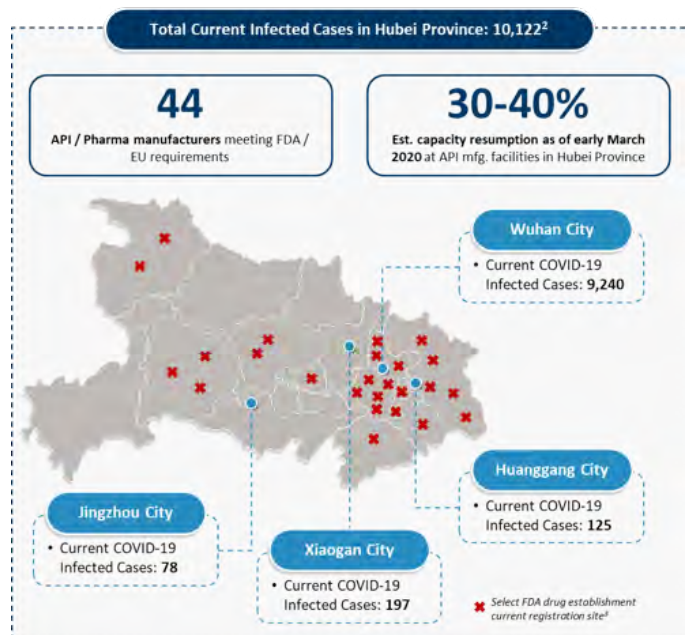 Total Current Infected Cases in Hubei Province: 10,122²
44
API / Pharma manufacturers meeting FDA /
EU requirements
30-40%
Est. capacity resumption as of early March
2020 at API mfg. facilities in Hubei Province
Wuhan City
• Current COVID-19
Infected Cases: 9,240
Huanggang City
• Current COVID-19
Infected Cases: 125
Jingzhou City
• Current COVID-19
Infected Cases: 78
Xiaogan City
• Current COVID-19
Infected Cases: 197
Select FDA drug establishment
current registration site³